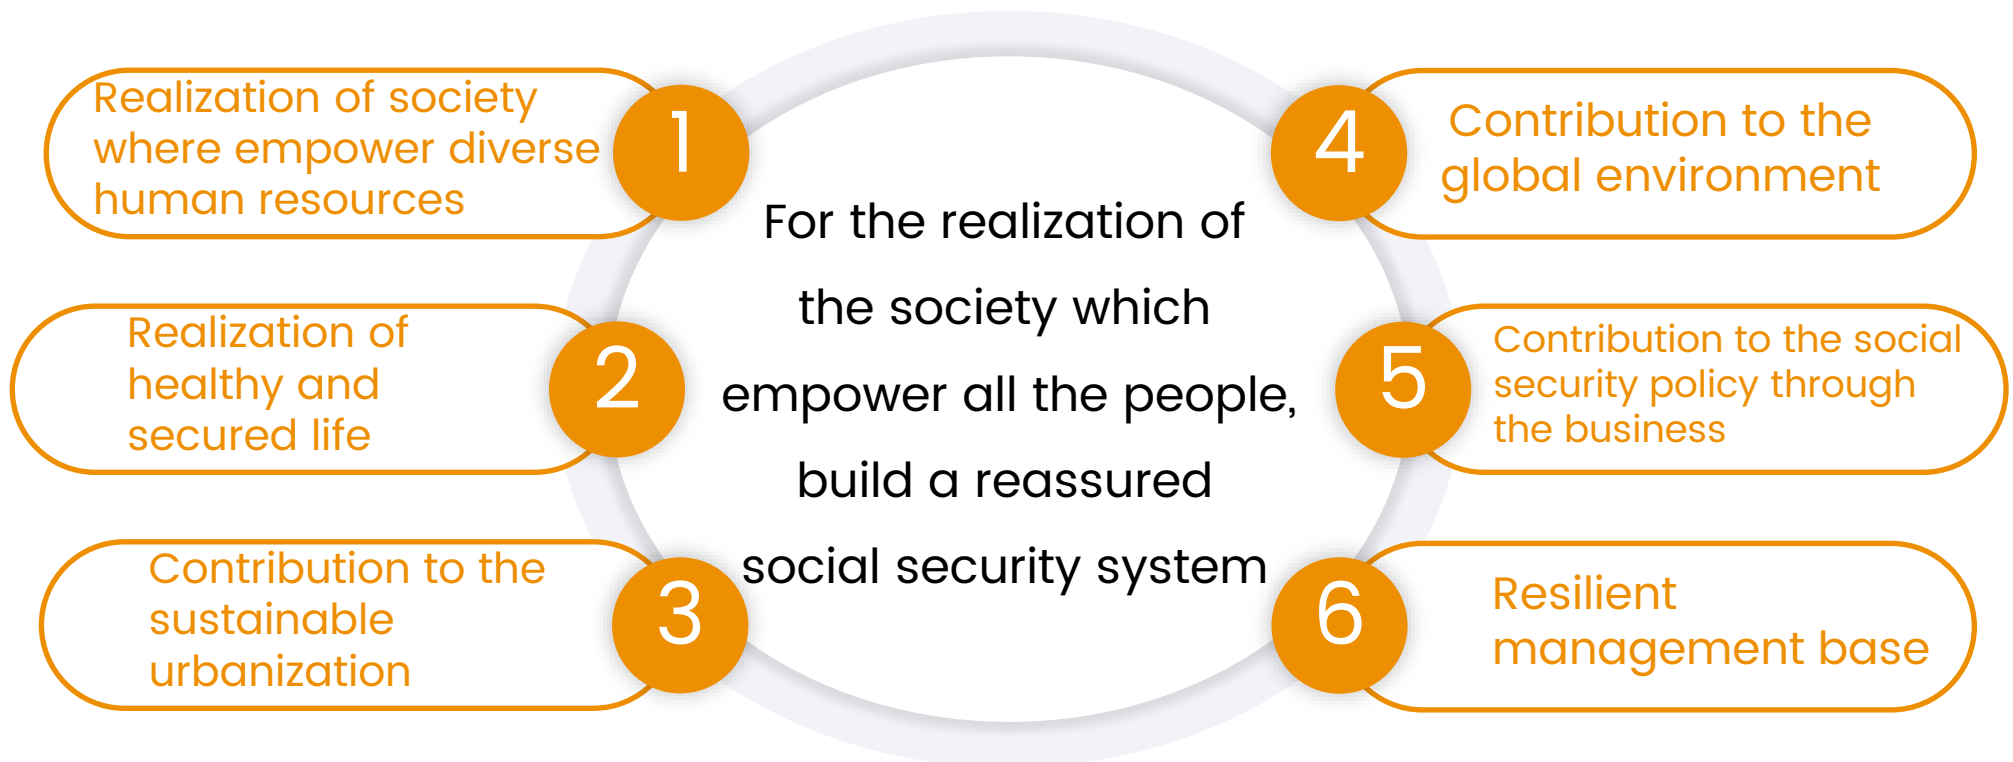 1
Realization of society
where empower diverse
human resources
2
Realization of
healthy and
secured life
3
Contribution to the
sustainable
urbanization
For the realization of
the society which
empower all the people,
build a reassured
social security system
4
Contribution to the
global environment
5
Contribution to the social
security policy through
the business
6
Resilient
management base